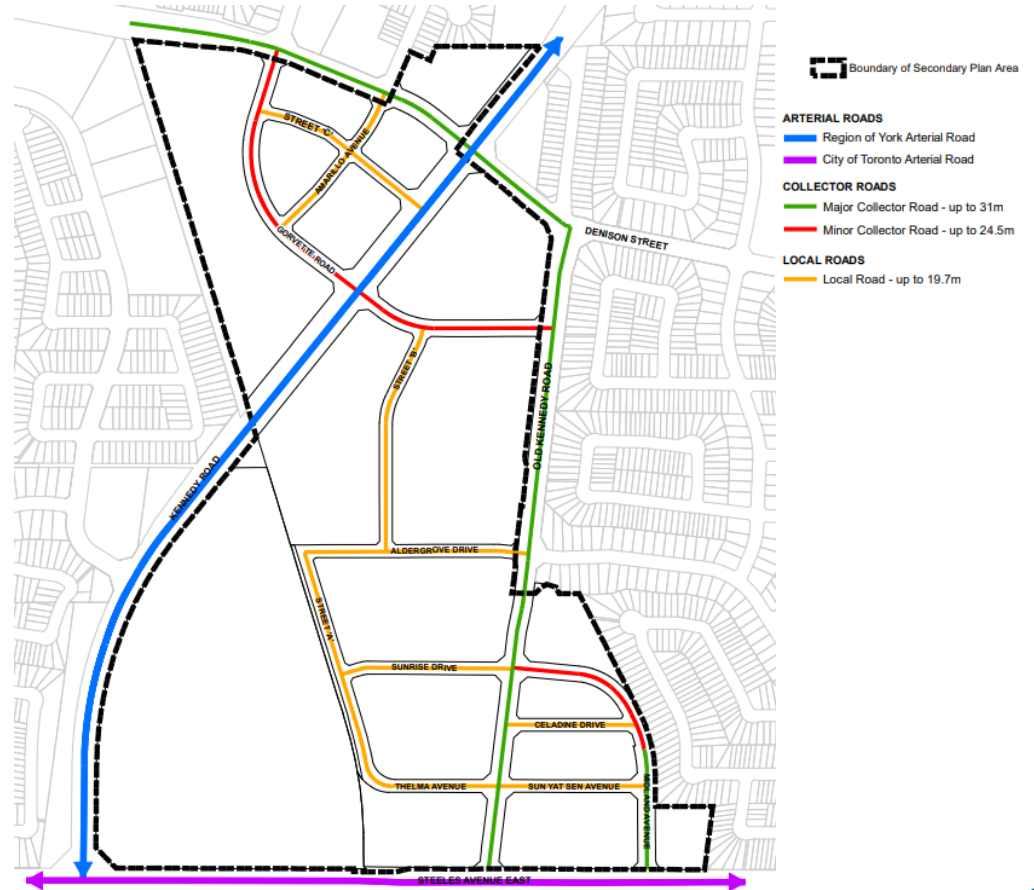 Boundary of Secondary Plan Area
ARTERIAL ROADS
Region of York Arterial Road
City of Toronto Arterial Road
COLLECTOR ROADS
Major Collector Road - up to 31m
Minor Collector Road - up to 24.5m
LOCAL ROADS
Local Road - up to 19.7m
STREET 'C'
AMARILLO AVENUE
GORVETTE ROAD
DENISON STREET
STREET 'B'
OLD KENNEDY ROAD
KENNEDY ROAD
ALDERGROVE DRIVE
STREET 'A'
SUNRISE DRIVE
CELADINE DRIVE
THELMA AVENUE
SUN YAT SEN AVENUE
MIDLAND AVENUE
STEELES AVENUE EAST